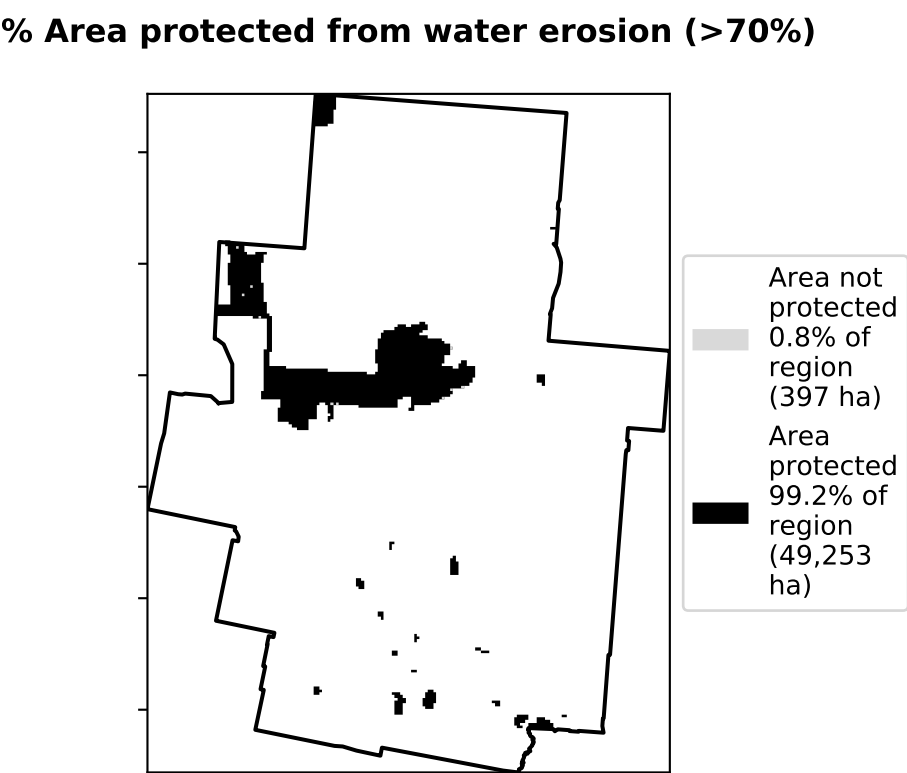 % Area protected from water erosion (>70%)
Area not
protected
0.8% of
region
(397 ha)
Area
protected
99.2% of
region
(49,253
ha)